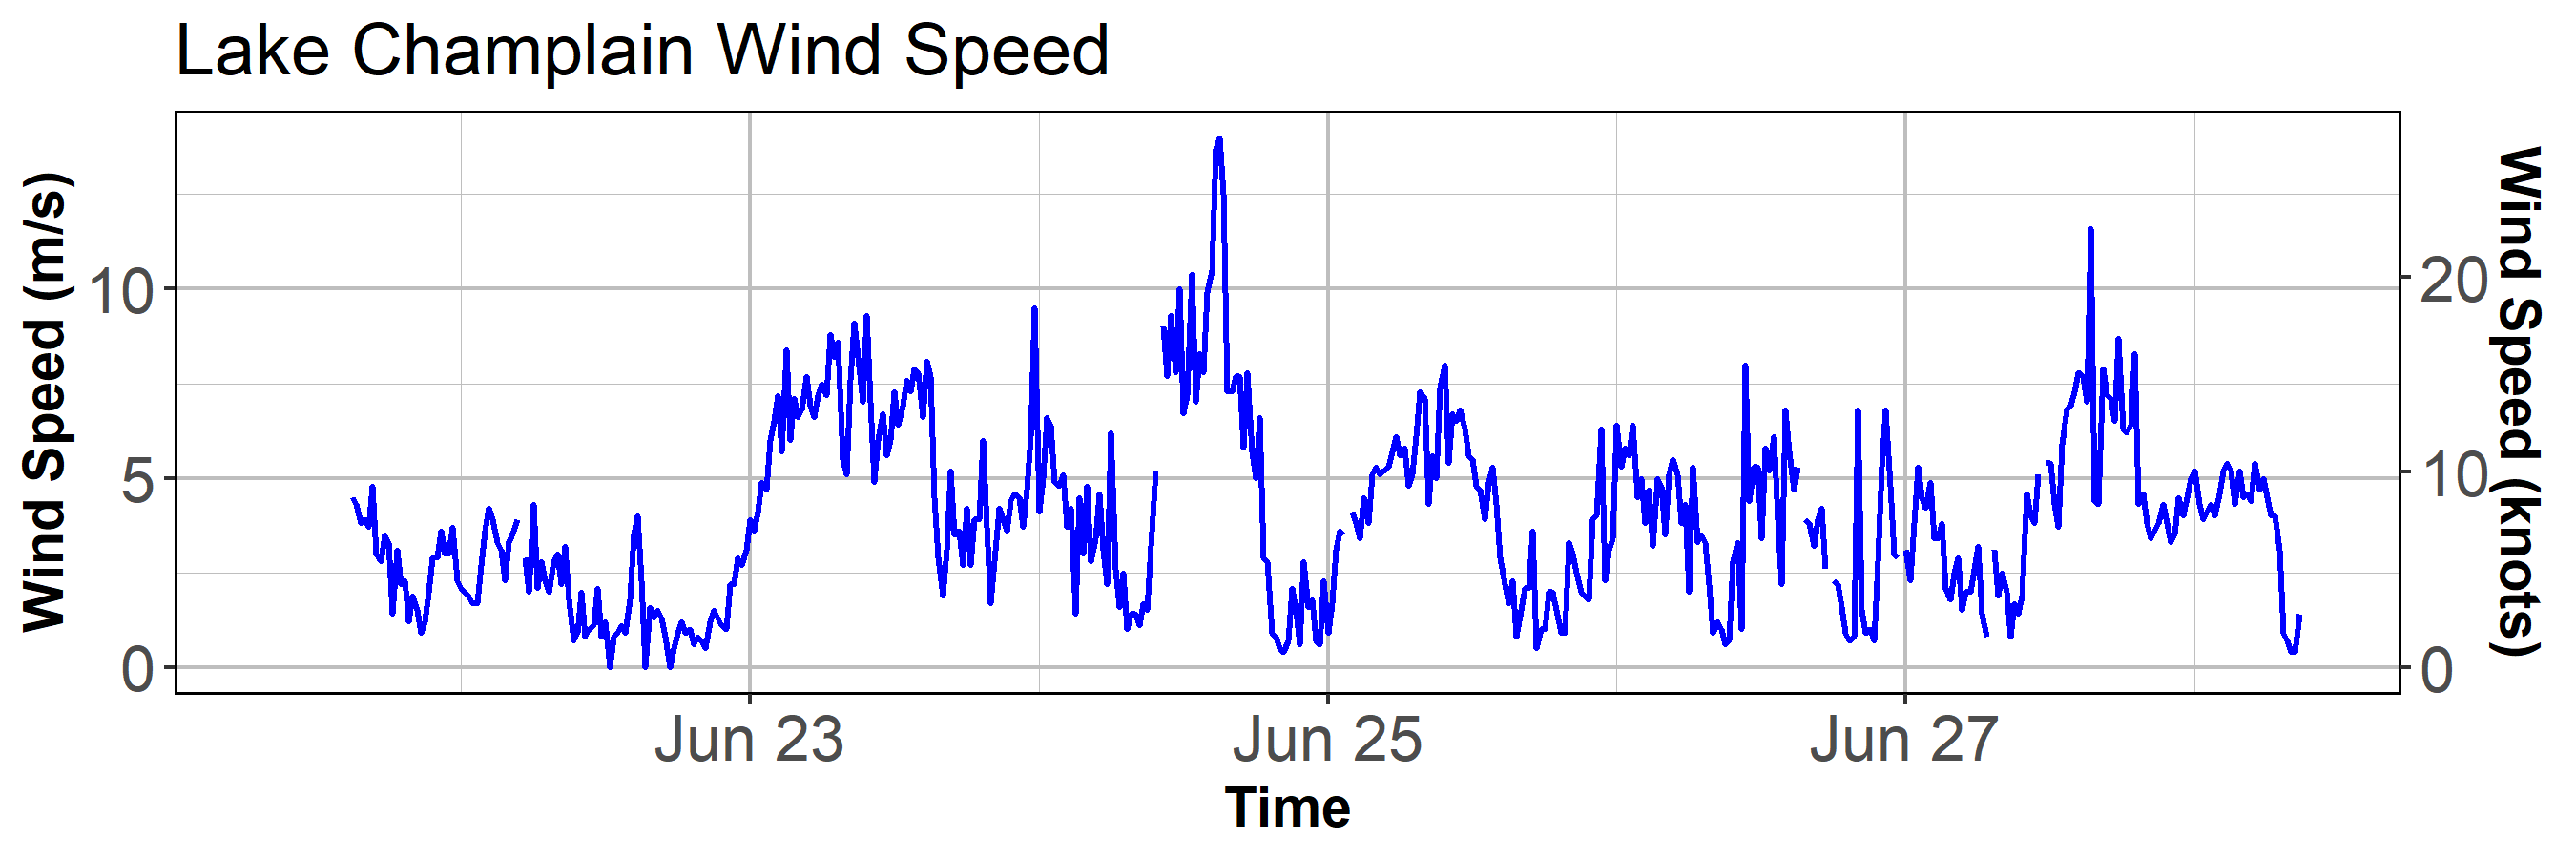 Lake Champlain Wind Speed
Wind Speed (m/s)
10
5
0
20
10
0
Wind Speed (knots)
Jun 23
Jun 25
Jun 27
Time